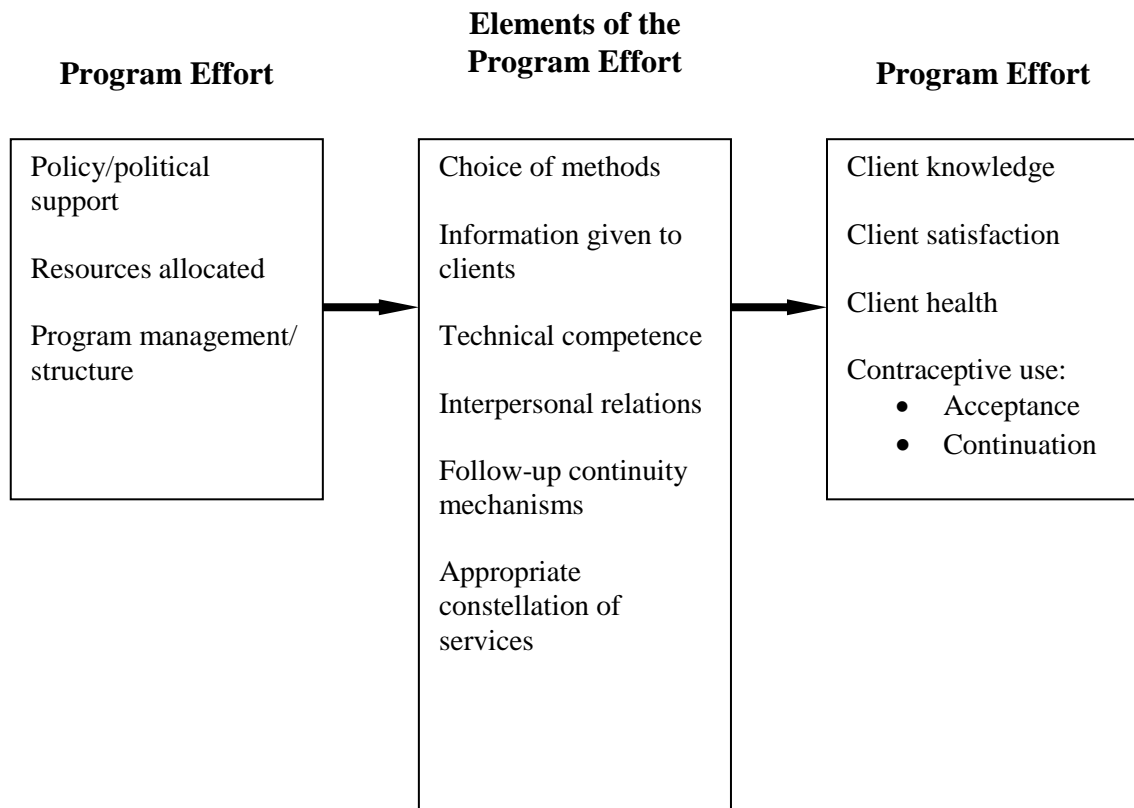 Program Effort
Policy/political
support
Resources allocated
Program management/
structure
Elements of the
Program Effort
Choice of methods
Information given to
clients
Technical competence
Interpersonal relations
Follow-up continuity
mechanisms
Appropriate
constellation of
services
Program Effort
Client knowledge
Client satisfaction
Client health
Contraceptive use:
• Acceptance
• Continuation